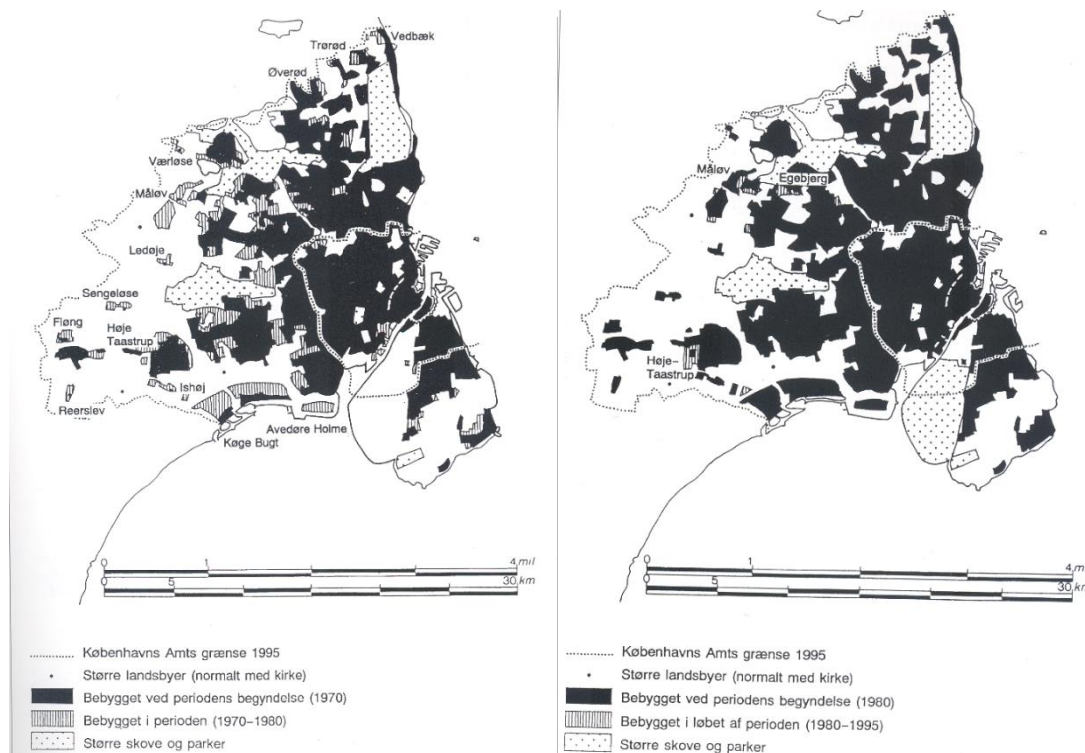 Vedbæk
Trørød
Øverød
Værløse
Måløv
Ledøje
Sengeløse
Fløng
Høje
Taastrup
Ishøj
Reerslev
Avedøre Holme
Køge Bugt
0 1 4 mil
0 5 30 km
Københavns Amts grænse 1995
Større landsbyer (normalt med kirke)
Bebygget ved periodens begyndelse (1970)
Bebygget i perioden (1970–1980)
Større skove og parker
Måløv
Egebjerg
Høje-
Taastrup
0 1 4 m
0 5 30 km
Københavns Amts grænse 1995
Større landsbyer (normalt med kirke)
Bebygget ved periodens begyndelse (1980)
Bebygget i løbet af perioden (1980–1995)
Større skove og parker